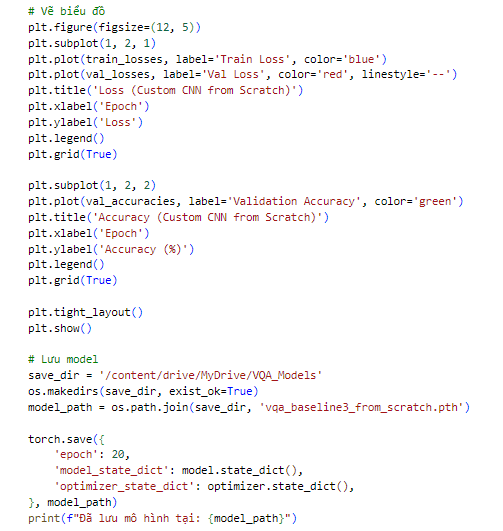 # Vẽ biểu đồ
plt.figure(figsize=(12, 5))
plt.subplot(1, 2, 1)
plt.plot(train_losses, label='Train Loss', color='blue')
plt.plot(val_losses, label='Val Loss', color='red', linestyle='--')
plt.title('Loss (Custom CNN from Scratch)')
plt.xlabel('Epoch')
plt.ylabel('Loss')
plt.legend()
plt.grid(True)

plt.subplot(1, 2, 2)
plt.plot(val_accuracies, label='Validation Accuracy', color='green')
plt.title('Accuracy (Custom CNN from Scratch)')
plt.xlabel('Epoch')
plt.ylabel('Accuracy (%)')
plt.legend()
plt.grid(True)

plt.tight_layout()
plt.show()

# Lưu model
save_dir = '/content/drive/MyDrive/VQA_Models'
os.makedirs(save_dir, exist_ok=True)
model_path = os.path.join(save_dir, 'vqa_baseline3_from_scratch.pth')

torch.save({
    'epoch': 20,
    'model_state_dict': model.state_dict(),
    'optimizer_state_dict': optimizer.state_dict(),
}, model_path)
print(f"Đã lưu mô hình tại: {model_path}")